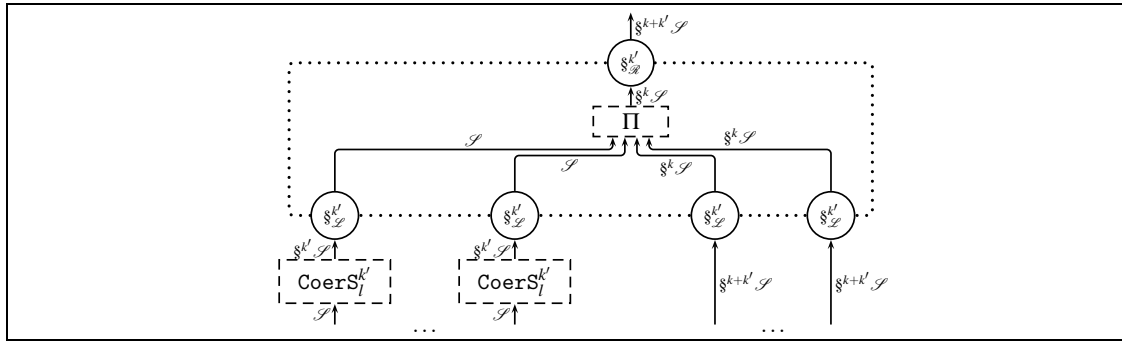 §^{k+k'} 𝒮
§^{k'}_ℛ
§^k 𝒮
Π
𝒮 𝒮 §^k 𝒮 §^k 𝒮
§^{k'}_ℒ §^{k'}_ℒ §^{k'}_ℒ §^{k'}_ℒ
§^{k'} 𝒮 §^{k'} 𝒮
CoerS^{k'}_l CoerS^{k'}_l §^{k+k'} 𝒮 §^{k+k'} 𝒮
𝒮 ... 𝒮 ...